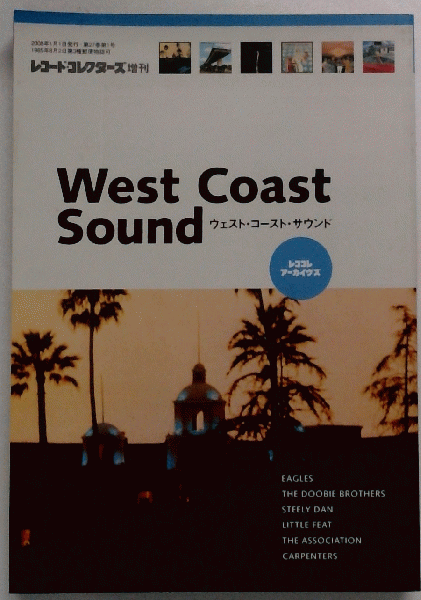 レコード・コレクターズ増刊
West Coast
Sound
ウェスト・コースト・サウンド
レココレ
アーカイヴズ
EAGLES
THE DOOBIE BROTHERS
STEELY DAN
LITTLE FEAT
THE ASSOCIATION
CARPENTERS